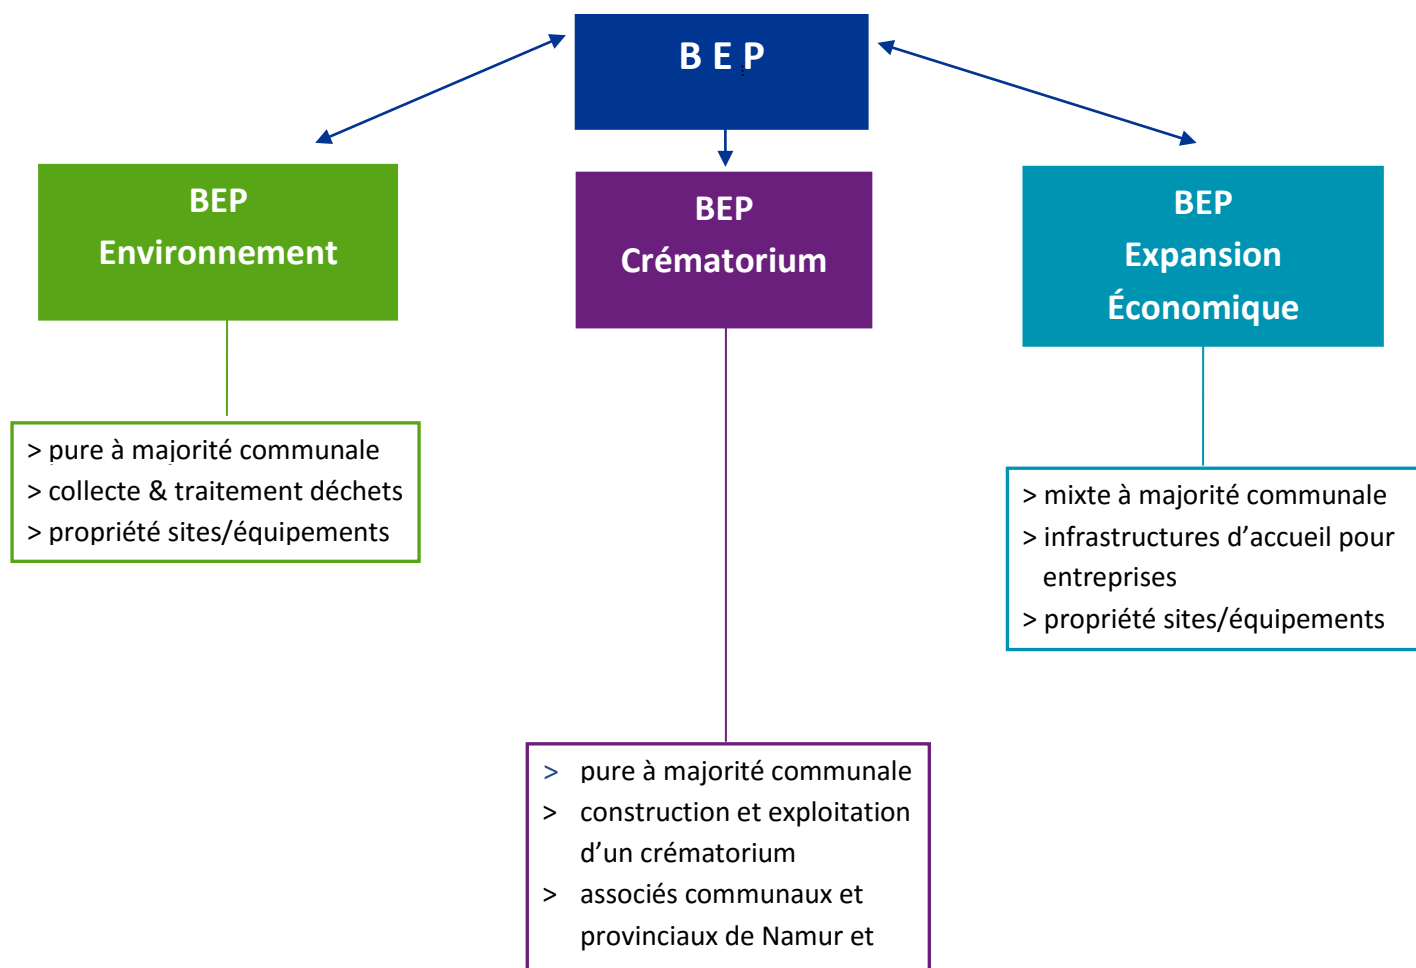 B E P
BEP
Environnement
BEP
Crématorium
BEP
Expansion
Économique
> pure à majorité communale
> collecte & traitement déchets
> propriété sites/équipements
> mixte à majorité communale
> infrastructures d’accueil pour
entreprises
> propriété sites/équipements
> pure à majorité communale
> construction et exploitation
d’un crématorium
> associés communaux et
provinciaux de Namur et